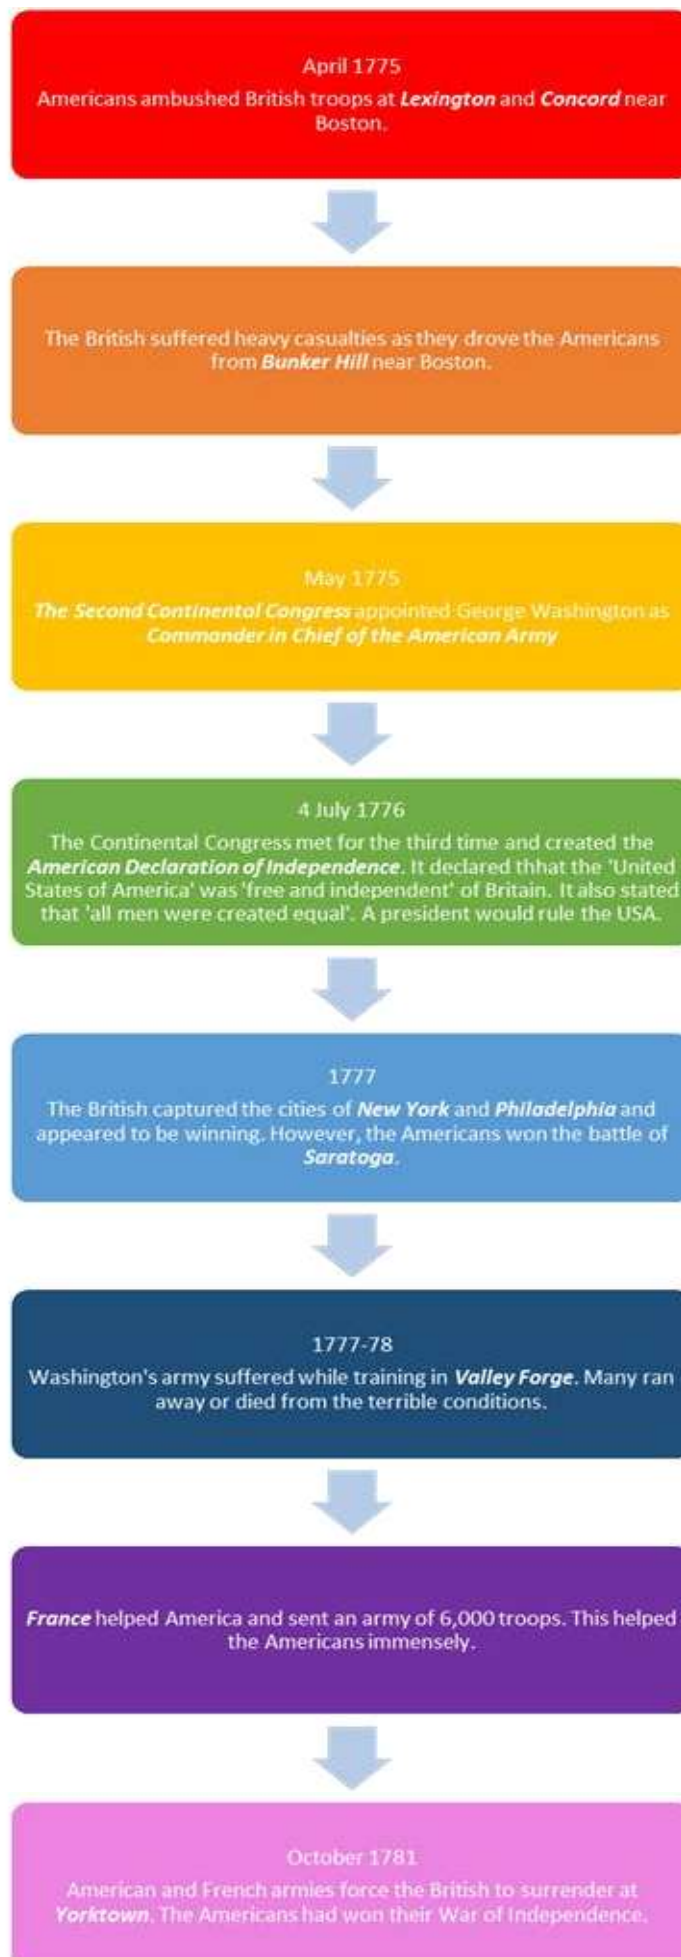 April 1775
Americans ambushed British troops at Lexington and Concord near
Boston.
The British suffered heavy casualties as they drove the Americans
from Bunker Hill near Boston.
May 1775
The Second Continental Congress appointed George Washington as
Commander in Chief of the American Army
4 July 1776
The Continental Congress met for the third time and created the
American Declaration of Independence. It declared thhat the 'United
States of America' was 'free and independent' of Britain. It also stated
that 'all men were created equal'. A president would rule the USA.
1777
The British captured the cities of New York and Philadelphia and
appeared to be winning. However, the Americans won the battle of
Saratoga.
1777-78
Washington's army suffered while training in Valley Forge. Many ran
away or died from the terrible conditions.
France helped America and sent an army of 6,000 troops. This helped
the Americans immensely.
October 1781
American and French armies force the British to surrender at
Yorktown. The Americans had won their War of Independence.